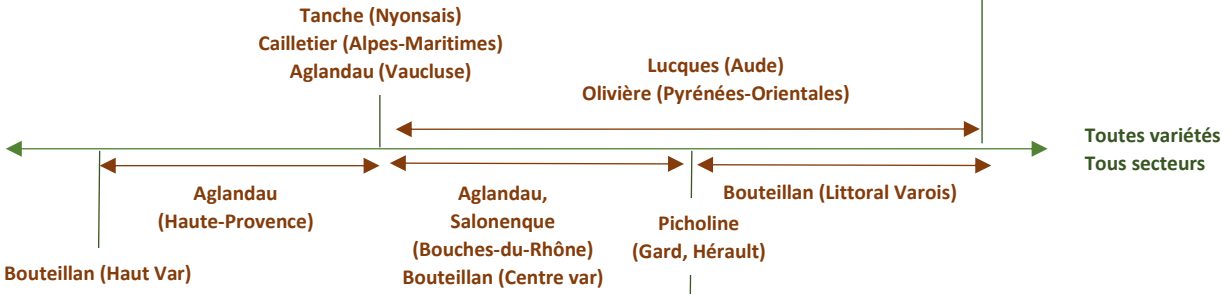 Tanche (Nyonsais)
Cailletier (Alpes-Maritimes)
Aglandau (Vaucluse)
Lucques (Aude)
Olivière (Pyrénées-Orientales)
Toutes variétés
Tous secteurs
Aglandau
(Haute-Provence)
Aglandau,
Salonenque
(Bouches-du-Rhône)
Bouteillan (Centre var)
Bouteillan (Littoral Varois)
Picholine
(Gard, Hérault)
Bouteillan (Haut Var)